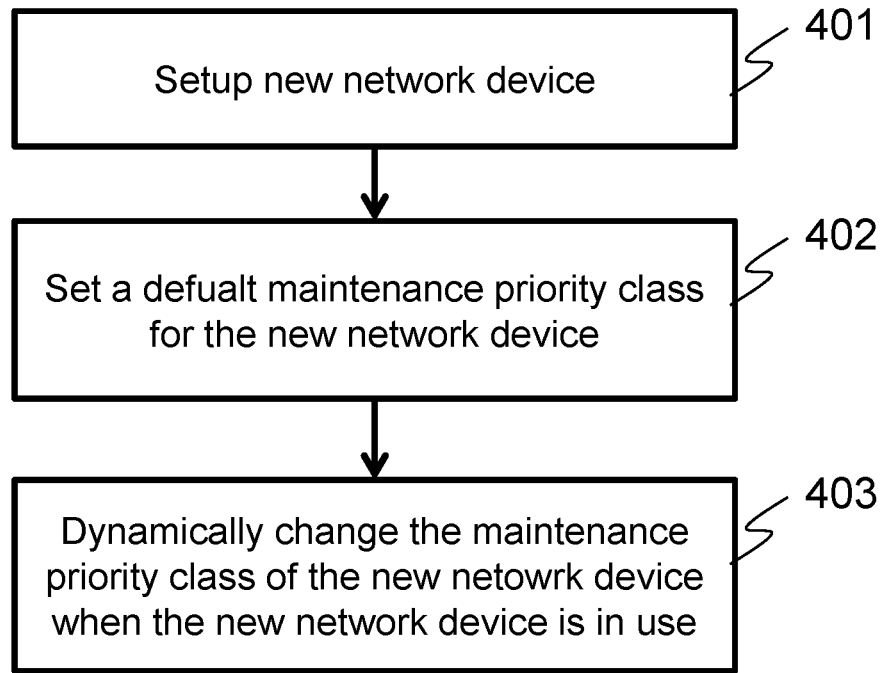 401
Setup new network device
402
Set a defualt maintenance priority class
for the new network device
403
Dynamically change the maintenance
priority class of the new netowrk device
when the new network device is in use